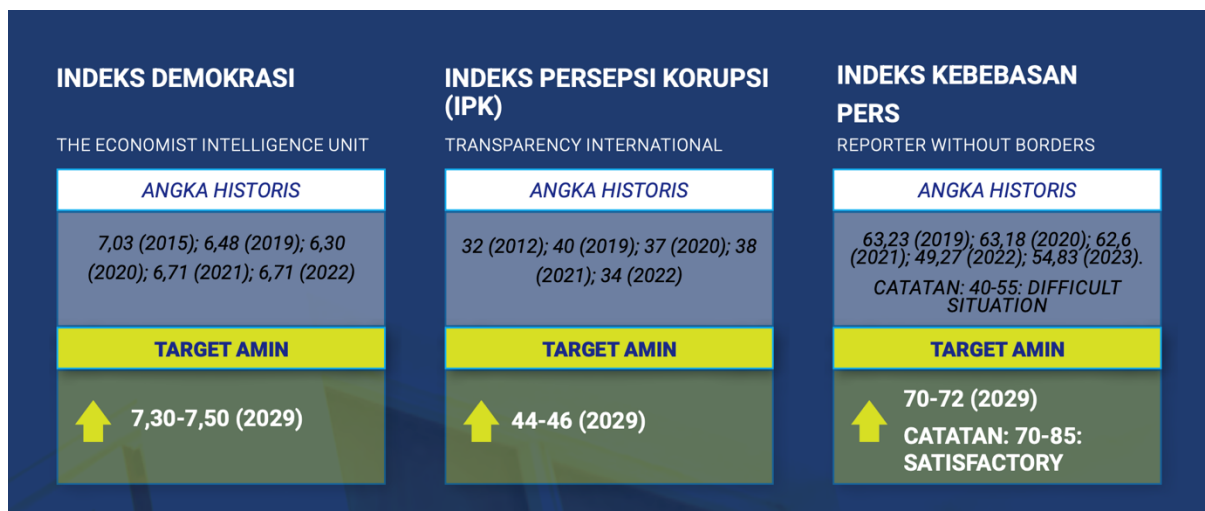 INDEKS DEMOKRASI
THE ECONOMIST INTELLIGENCE UNIT
ANGKA HISTORIS
7,03 (2015); 6,48 (2019); 6,30
(2020); 6,71 (2021); 6,71 (2022)
TARGET AMIN
7,30-7,50 (2029)
INDEKS PERSEPSI KORUPSI
(IPK)
TRANSPARENCY INTERNATIONAL
ANGKA HISTORIS
32 (2012); 40 (2019); 37 (2020); 38
(2021); 34 (2022)
TARGET AMIN
44-46 (2029)
INDEKS KEBEBASAN
PERS
REPORTER WITHOUT BORDERS
ANGKA HISTORIS
63,23 (2019); 63,18 (2020); 62,6
(2021); 49,27 (2022); 54,83 (2023).
CATATAN: 40-55: DIFFICULT
SITUATION
TARGET AMIN
70-72 (2029)
CATATAN: 70-85:
SATISFACTORY